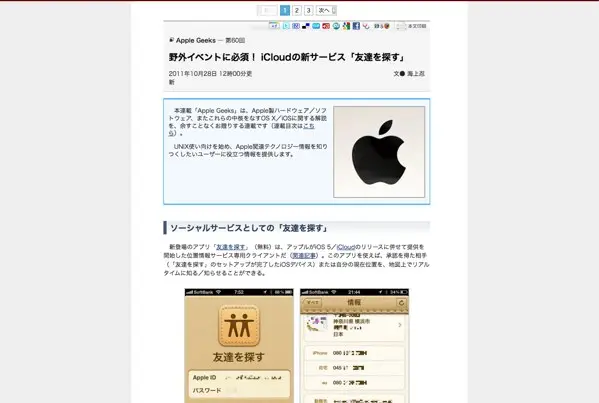 1 2 3 次へ
本文印刷
Apple Geeks ― 第60回
野外イベントに必須！ iCloudの新サービス「友達を探す」
2011年10月28日 12時00分更新
文● 海上忍
本連載「Apple Geeks」は、Apple製ハードウェア／ソ
フトウェア、またこれらの中核をなすOS X／iOSに関する解説
を、余すことなくお贈りする連載です（連載目次はこち
ら）。
UNIX使い向けを始め、Apple関連テクノロジー情報を知り
つくしたいユーザーに役立つ情報を提供します。
ソーシャルサービスとしての「友達を探す」
新登場のアプリ「友達を探す」（無料）は、アップルがiOS 5／iCloudのリリースに併せて提供を
開始した位置情報サービス専用クライアントだ（関連記事）。このアプリを使えば、承認を得た相手
（「友達を探す」のセットアップが完了したiOSデバイス）または自分の現在位置を、地図上でリアル
タイムに知る／知らせることができる。
SoftBank 7:52 86%
友達を探す
Apple ID
パスワード
SoftBank 21:44 34%
すべて 情報
神奈川県 横浜市
日本
iPhone 080
自宅 045
au 080